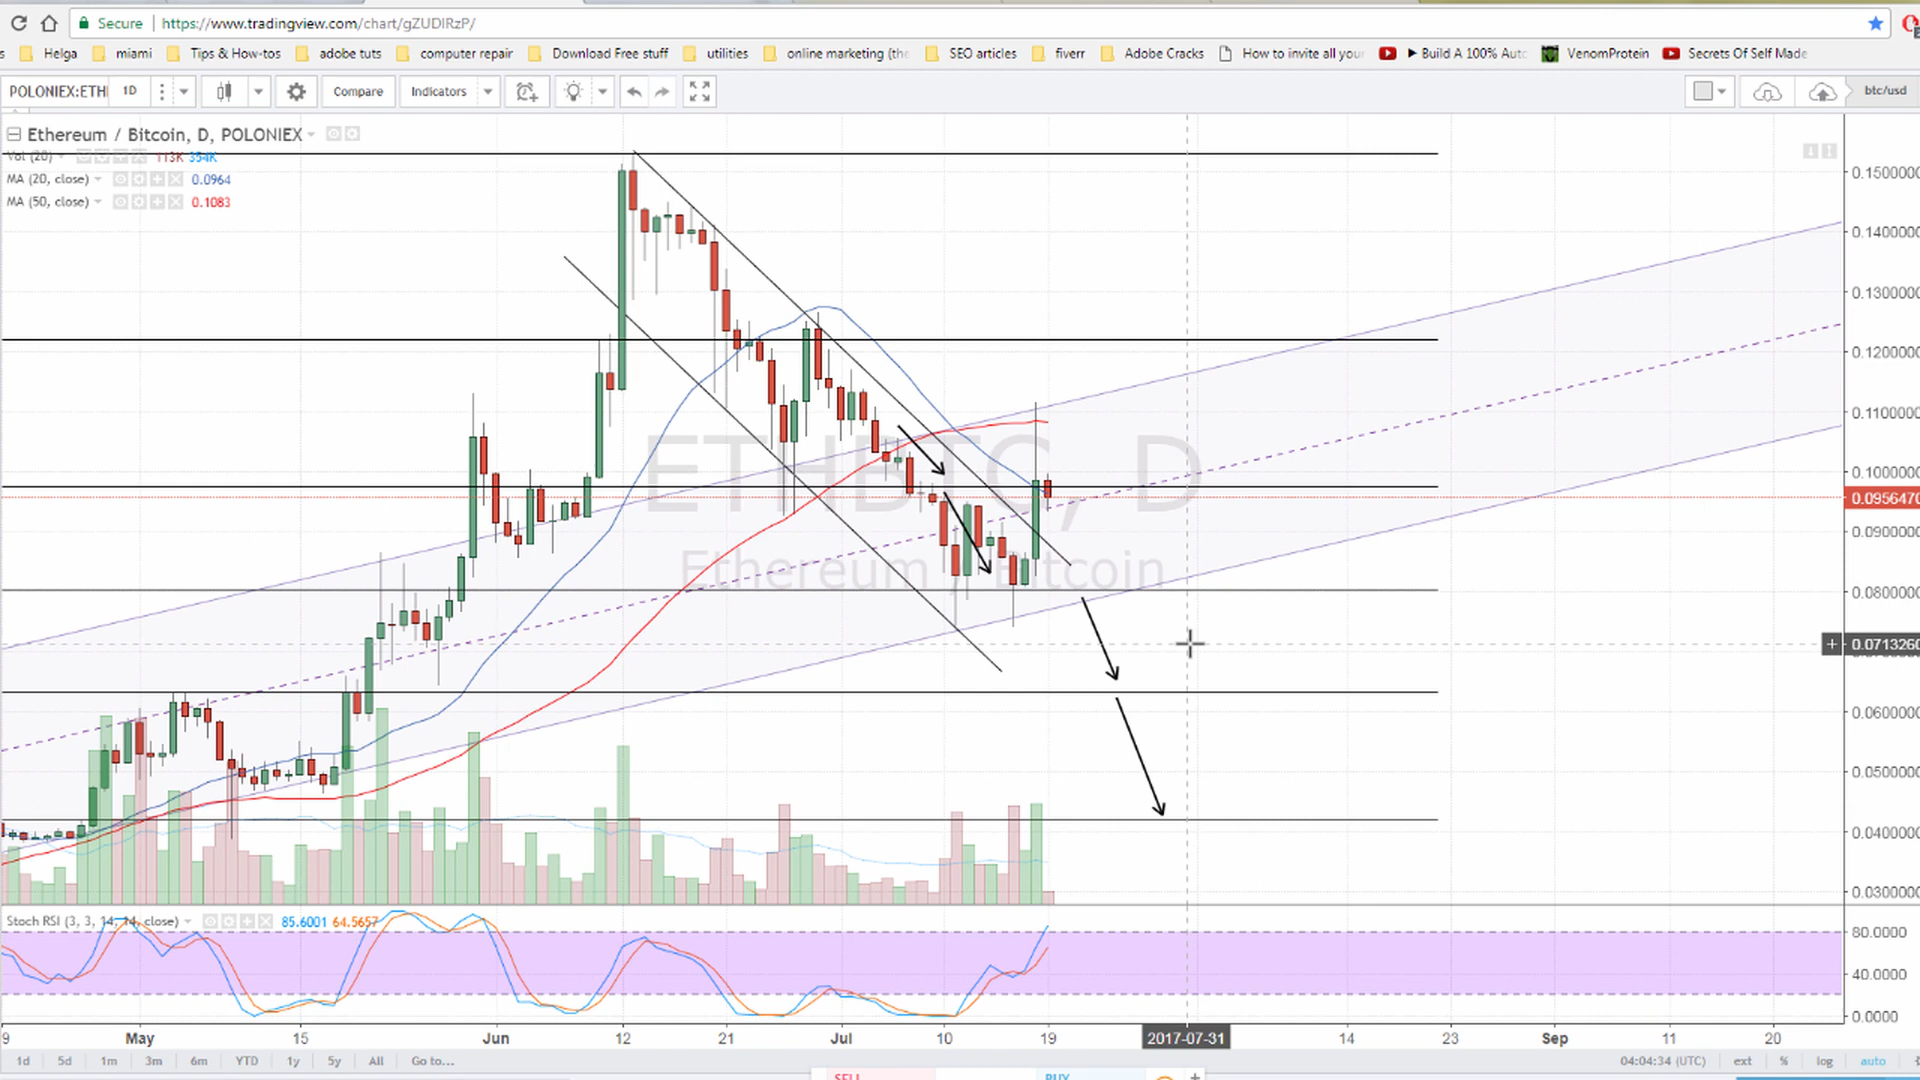 Secure https://www.tradingview.com/chart/gZUDIRzP/
s Helga miami Tips & How-tos adobe tuts computer repair Download Free stuff utilities online marketing (the SEO articles fiverr Adobe Cracks How to invite all your ► Build A 100% Auto VenomProtein Secrets Of Self Made
POLONIEX:ETH 1D Compare Indicators btc/usd
Ethereum / Bitcoin, D, POLONIEX
Vol (20) 113K 354K
MA (20, close) 0.0964
MA (50, close) 0.1083
ETHBTC, D
Ethereum / Bitcoin
0.1500000
0.1400000
0.1300000
0.1200000
0.1100000
0.1000000
0.0956470
0.0900000
0.0800000
0.0713260
0.0600000
0.0500000
0.0400000
0.0300000
Stoch RSI (3, 3, 14, 14, close) 85.6001 64.5657
80.0000
40.0000
0.0000
9 May 15 Jun 12 21 Jul 10 19 2017-07-31 14 23 Sep 11 20
1d 5d 1m 3m 6m YTD 1y 5y All Go to... 04:04:34 (UTC) ext % log auto
SELL BUY